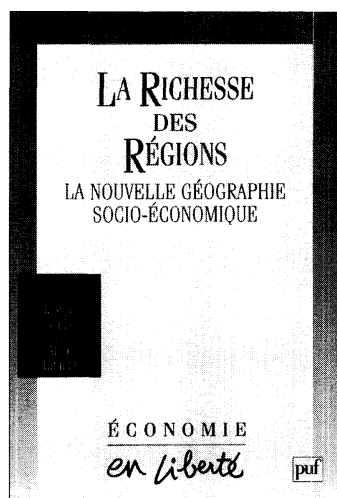 LA RICHESSE
DES
RÉGIONS
LA NOUVELLE GÉOGRAPHIE
SOCIO-ÉCONOMIQUE
ÉCONOMIE
en liberté
puf